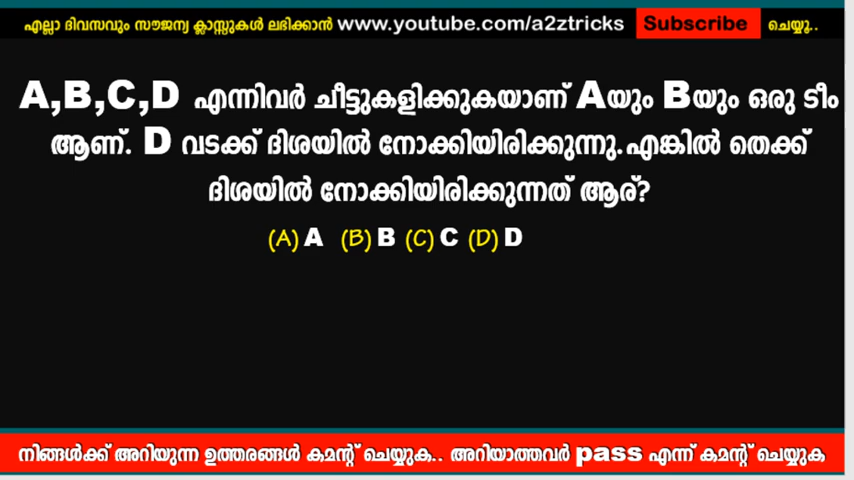 എല്ലാ ദിവസവും സൗജന്യ ക്ലാസ്സുകൾ ലഭിക്കാൻ www.youtube.com/a2ztricks Subscribe ചെയ്യൂ..
A,B,C,D എന്നിവർ ചീട്ടുകളിക്കുകയാണ് Aയും Bയും ഒരു ടീം
ആണ്. D വടക്ക് ദിശയിൽ നോക്കിയിരിക്കുന്നു.എങ്കിൽ തെക്ക്
ദിശയിൽ നോക്കിയിരിക്കുന്നത് ആര്?
(A) A (B) B (C) C (D) D
നിങ്ങൾക്ക് അറിയുന്ന ഉത്തരങ്ങൾ കമന്റ് ചെയ്യുക.. അറിയാത്തവർ pass എന്ന് കമന്റ് ചെയ്യുക